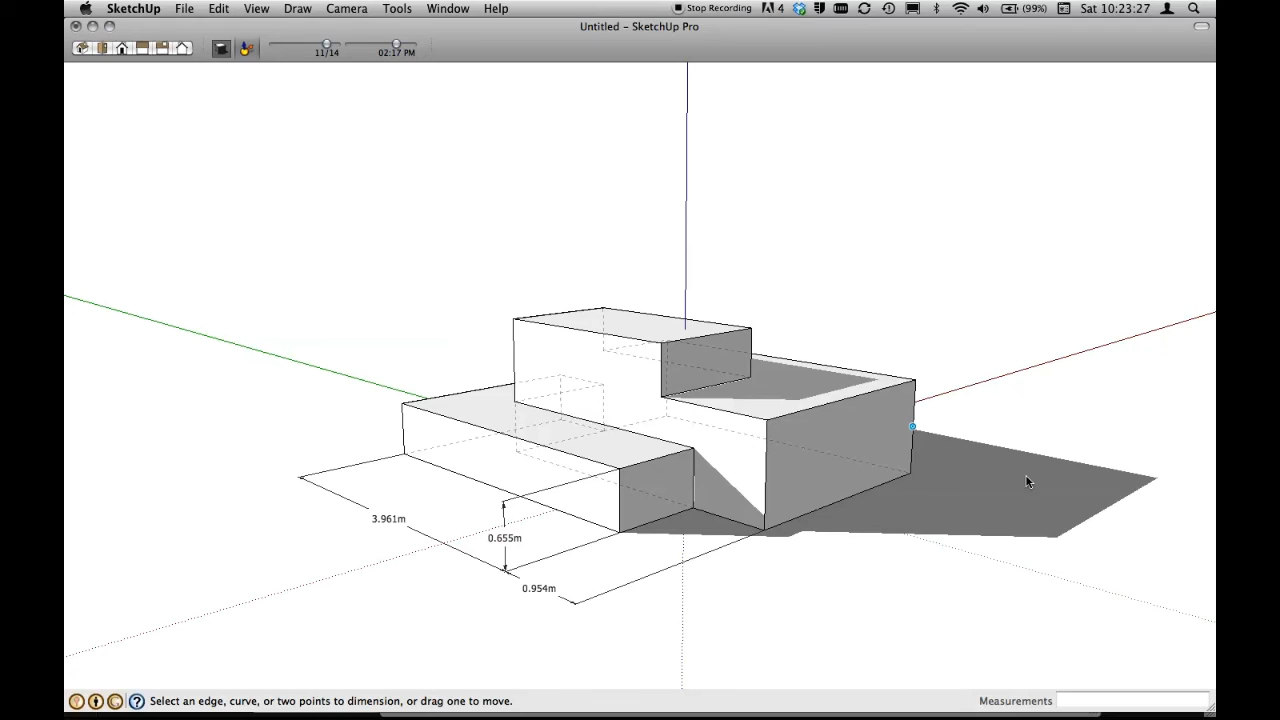 SketchUp File Edit View Draw Camera Tools Window Help Stop Recording 4 (99%) Sat 10:23:27
Untitled – SketchUp Pro
11/14 02:17 PM
3.961m
0.655m
0.954m
Select an edge, curve, or two points to dimension, or drag one to move. Measurements